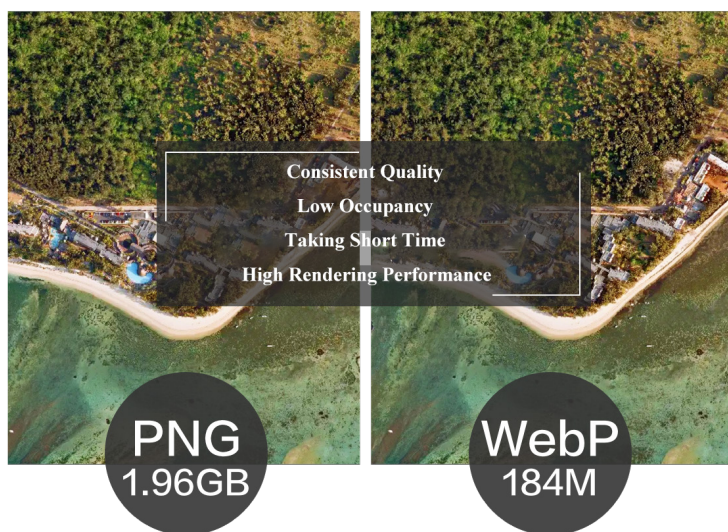 Consistent Quality
Low Occupancy
Taking Short Time
High Rendering Performance
PNG
1.96GB
WebP
184M